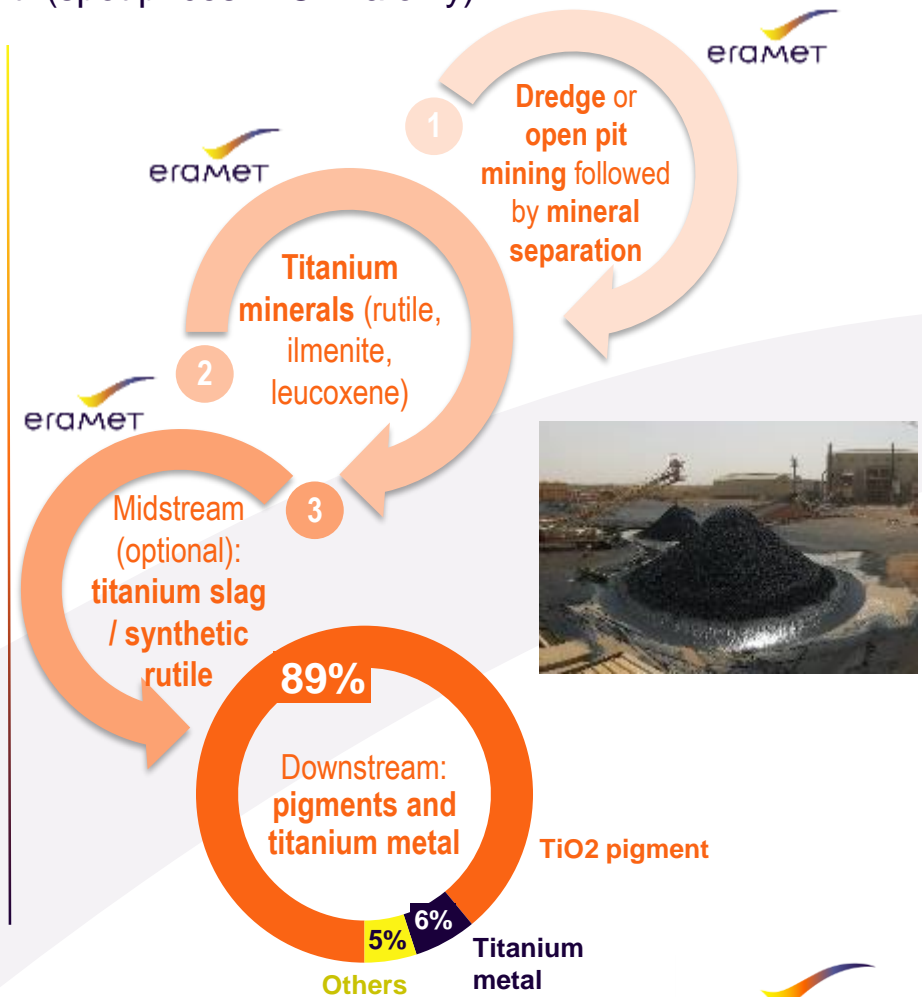 eramet
1
Dredge or
open pit
mining followed
by mineral
separation
eramet
Titanium
minerals (rutile,
ilmenite,
leucoxene)
2
eramet
3
Midstream
(optional):
titanium slag
/ synthetic
rutile
89%
Downstream:
pigments and
titanium metal
TiO2 pigment
6%
5%
Titanium
metal
Others